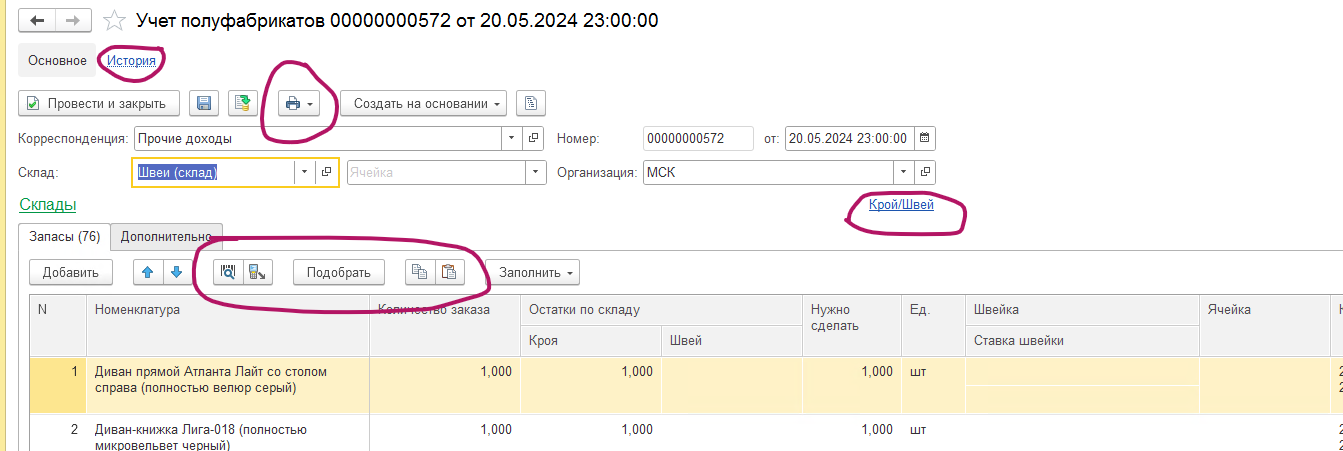 Учет полуфабрикатов 00000000572 от 20.05.2024 23:00:00
Основное История
Провести и закрыть Создать на основании
Корреспонденция: Прочие доходы Номер: 00000000572 от: 20.05.2024 23:00:00
Склад: Швеи (склад) Ячейка Организация: МСК
Склады Крой/Швей
Запасы (76) Дополнительно
Добавить Подобрать Заполнить
N Номенклатура Количество заказа Остатки по складу Нужно сделать Ед. Швейка Ячейка
Кроя Швей Ставка швейки
1 Диван прямой Атланта Лайт со столом 1,000 1,000 1,000 шт
справа (полностью велюр серый)
2 Диван-книжка Лига-018 (полностью 1,000 1,000 1,000 шт
микровельвет черный)